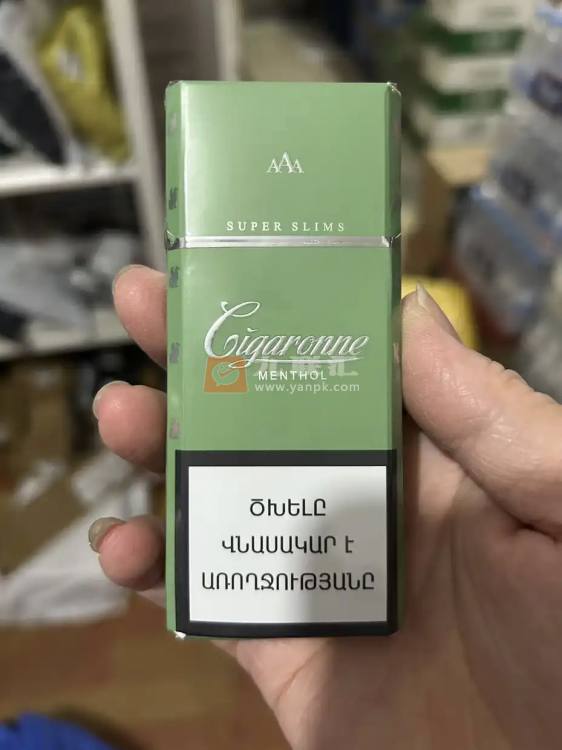 AAA
SUPER SLIMS
Cigaronne
MENTHOL
www.yanpk.com
ԾԽԵԼԸ
ՎՆԱՍԱԿԱՐ Է
ԱՌՈՂՋՈՒԹՅԱՆԸ